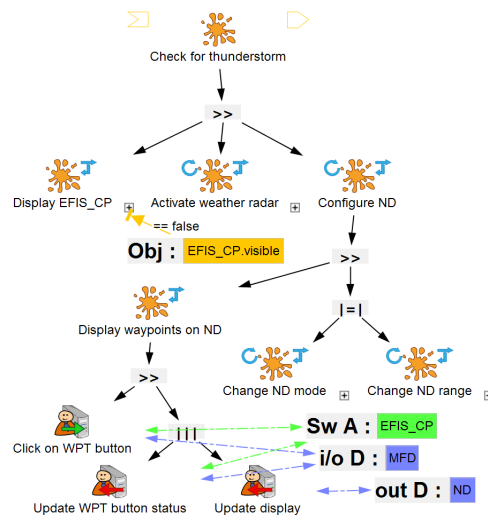 Check for thunderstorm
>>
Display EFIS_CP
Activate weather radar
Configure ND
== false
Obj : EFIS_CP.visible
>>
Display waypoints on ND
|=|
>>
Change ND mode
Change ND range
Click on WPT button
|||
Sw A : EFIS_CP
i/o D : MFD
Update WPT button status
Update display
out D : ND